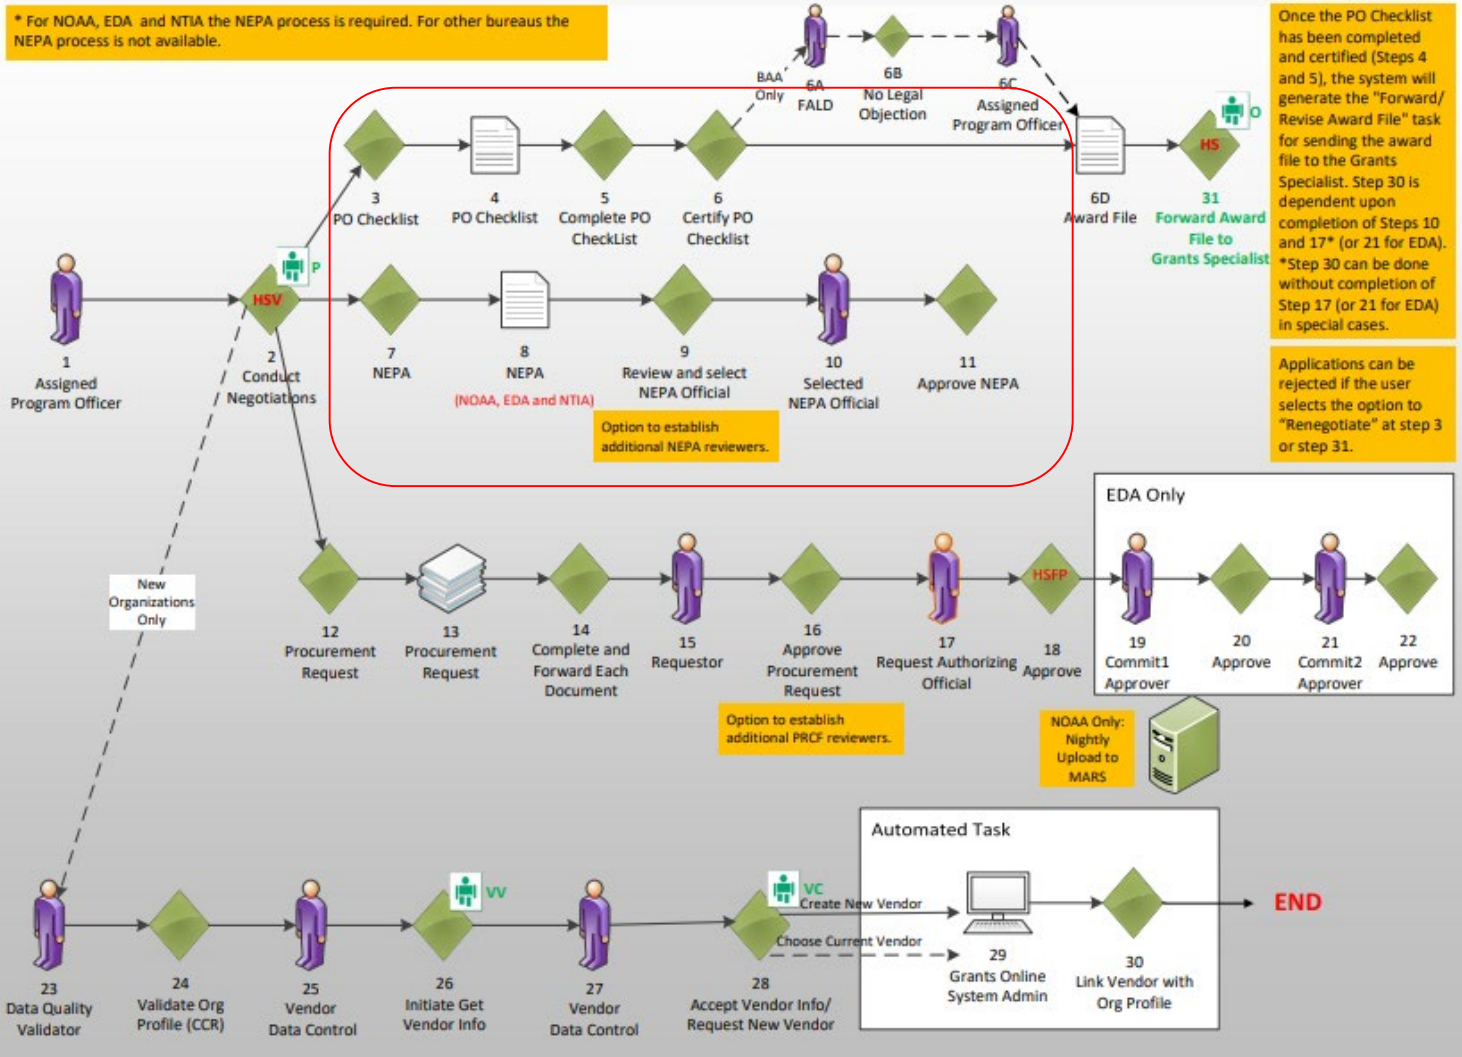 * For NOAA, EDA  and NTIA the NEPA process is required. For other bureaus the
NEPA process is not available.
BAA
Only
6A
FALD
6B
No Legal
Objection
6C
Assigned
Program Officer
Once the PO Checklist
has been completed
and certified (Steps 4
and 5), the system will
generate the "Forward/
Revise Award File" task
for sending the award
file to the Grants
Specialist. Step 30 is
dependent upon
completion of Steps 10
and 17* (or 21 for EDA).
*Step 30 can be done
without completion of
Step 17 (or 21 for EDA)
in special cases.
3
PO Checklist
4
PO Checklist
5
Complete PO
CheckList
6
Certify PO
Checklist
6D
Award File
HS
O
31
Forward Award
File to
Grants Specialist
1
Assigned
Program Officer
HSV
P
2
Conduct
Negotiations
7
NEPA
8
NEPA
(NOAA, EDA and NTIA)
9
Review and select
NEPA Official
Option to establish
additional NEPA reviewers.
10
Selected
NEPA Official
11
Approve NEPA
Applications can be
rejected if the user
selects the option to
"Renegotiate" at step 3
or step 31.
New
Organizations
Only
12
Procurement
Request
13
Procurement
Request
14
Complete and
Forward Each
Document
15
Requestor
16
Approve
Procurement
Request
Option to establish
additional PRCF reviewers.
17
Request Authorizing
Official
HSFP
18
Approve
EDA Only
19
Commit1
Approver
20
Approve
21
Commit2
Approver
22
Approve
NOAA Only:
Nightly
Upload to
MARS
23
Data Quality
Validator
24
Validate Org
Profile (CCR)
25
Vendor
Data Control
VV
26
Initiate Get
Vendor Info
27
Vendor
Data Control
VC
28
Accept Vendor Info/
Request New Vendor
Create New Vendor
Choose Current Vendor
Automated Task
29
Grants Online
System Admin
30
Link Vendor with
Org Profile
END